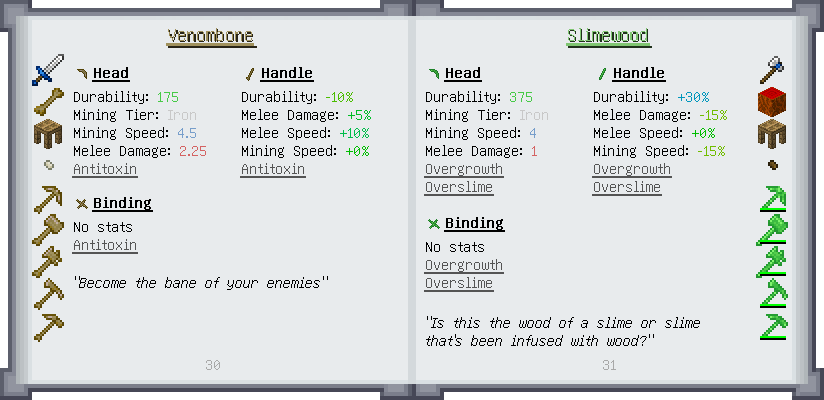 Venombone
Head
Durability: 175
Mining Tier: Iron
Mining Speed: 4.5
Melee Damage: 2.25
Antitoxin
Handle
Durability: -10%
Melee Damage: +5%
Melee Speed: +10%
Mining Speed: +0%
Antitoxin
Binding
No stats
Antitoxin
"Become the bane of your enemies"
30
Slimewood
Head
Durability: 375
Mining Tier: Iron
Mining Speed: 4
Melee Damage: 1
Overgrowth
Overslime
Handle
Durability: +30%
Melee Damage: -15%
Melee Speed: +0%
Mining Speed: -15%
Overgrowth
Overslime
Binding
No stats
Overgrowth
Overslime
"Is this the wood of a slime or slime
that's been infused with wood?"
31